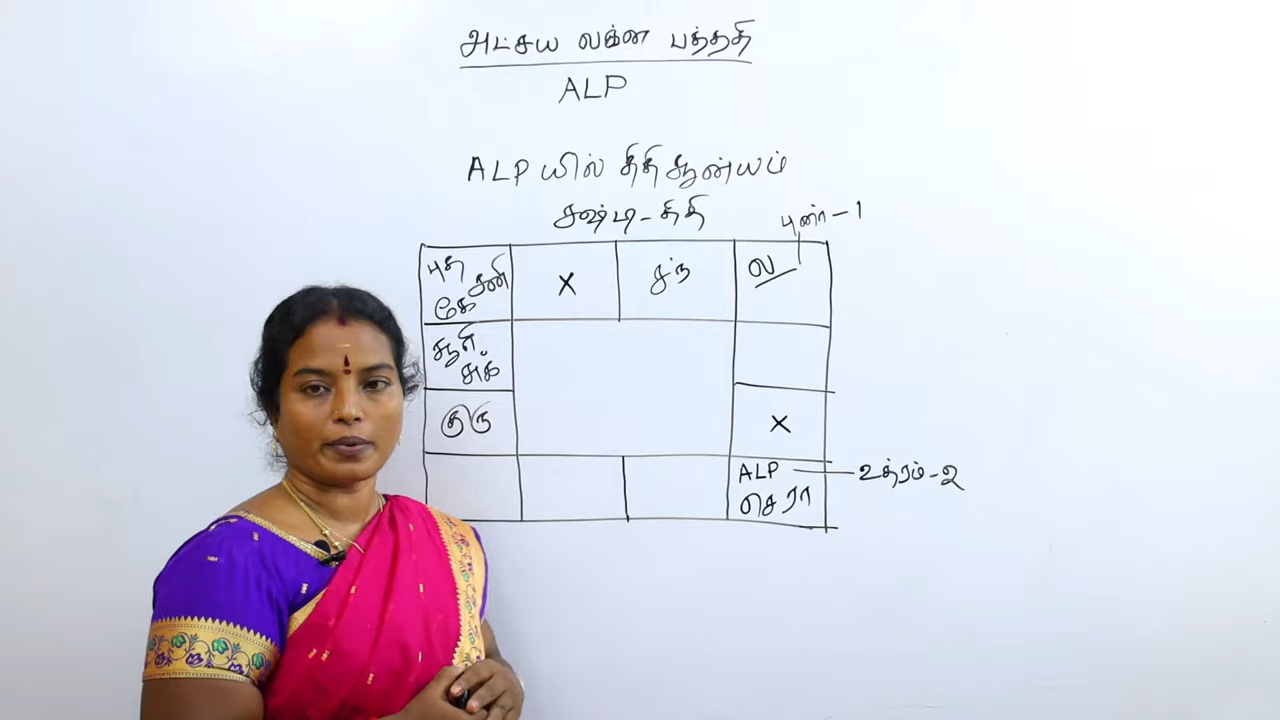 அட்சய லக்ன பத்ததி
ALP
ALP யில் திதி சூன்யம்
சஷ்டி - திதி
புனர் - 1
புத சனி
கே
X
சந்
ல
சூரி
சுக்
குரு
X
ALP
உத்ரம் - 2
செ ரா